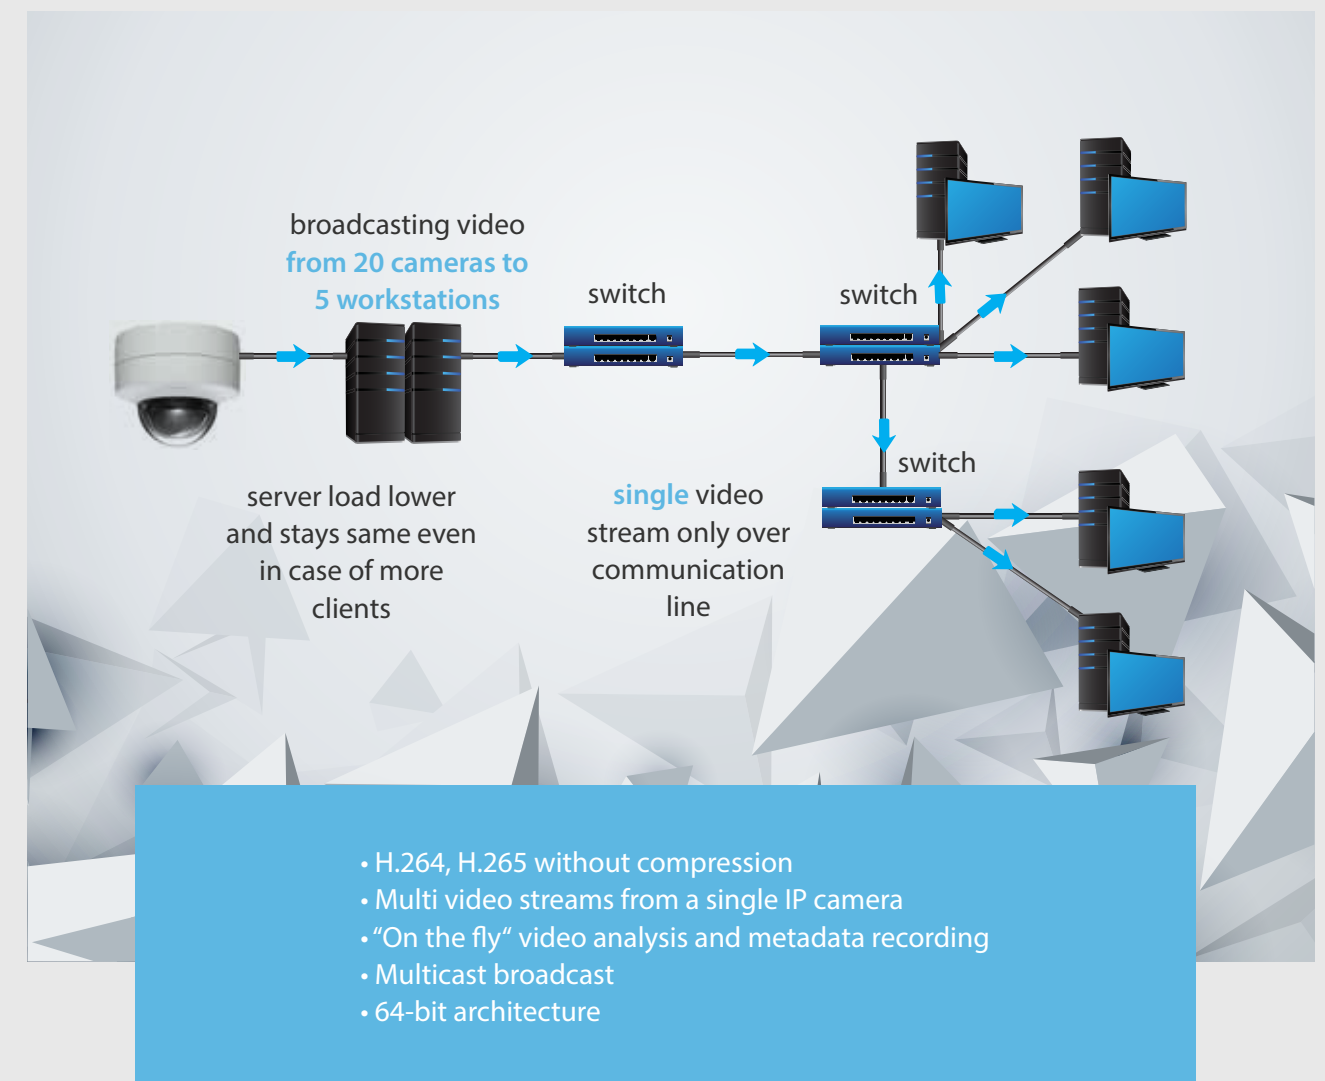 broadcasting video
from 20 cameras to
5 workstations
switch
switch
switch
server load lower
and stays same even
in case of more
clients
single video
stream only over
communication
line
• H.264, H.265 without compression
• Multi video streams from a single IP camera
• “On the fly“ video analysis and metadata recording
• Multicast broadcast
• 64-bit architecture